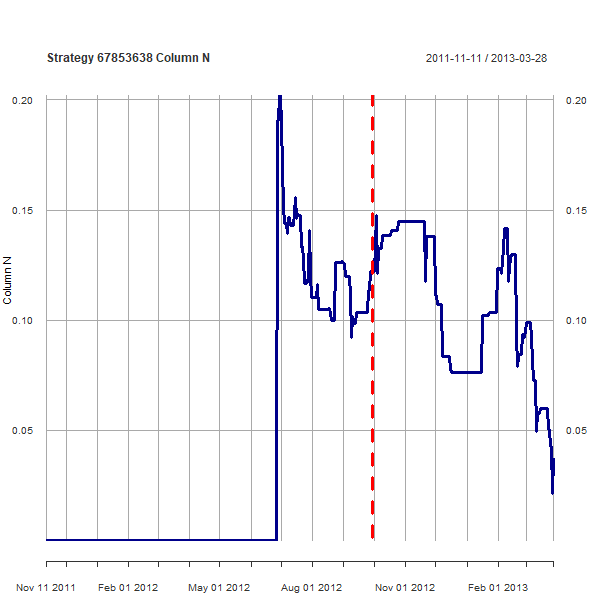 Strategy 67853638 Column N
2011-11-11 / 2013-03-28
0.20 0.20
0.15 0.15
Column N
0.10 0.10
0.05 0.05
Nov 11 2011 Feb 01 2012 May 01 2012 Aug 01 2012 Nov 01 2012 Feb 01 2013